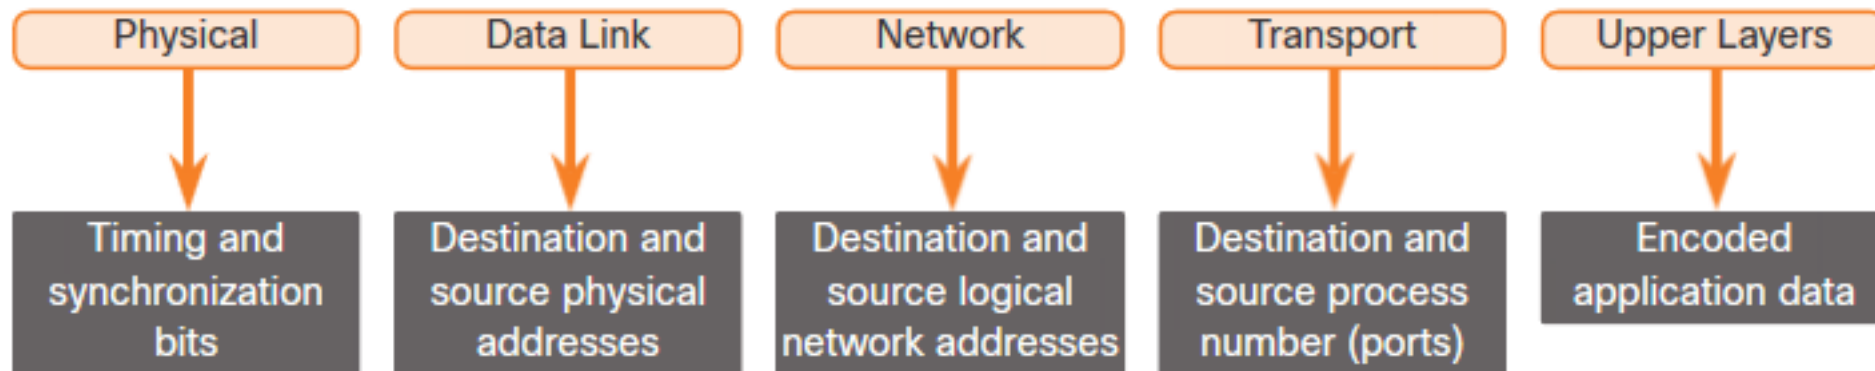 Physical
Data Link
Network
Transport
Upper Layers
Timing and
synchronization
bits
Destination and
source physical
addresses
Destination and
source logical
network addresses
Destination and
source process
number (ports)
Encoded
application data